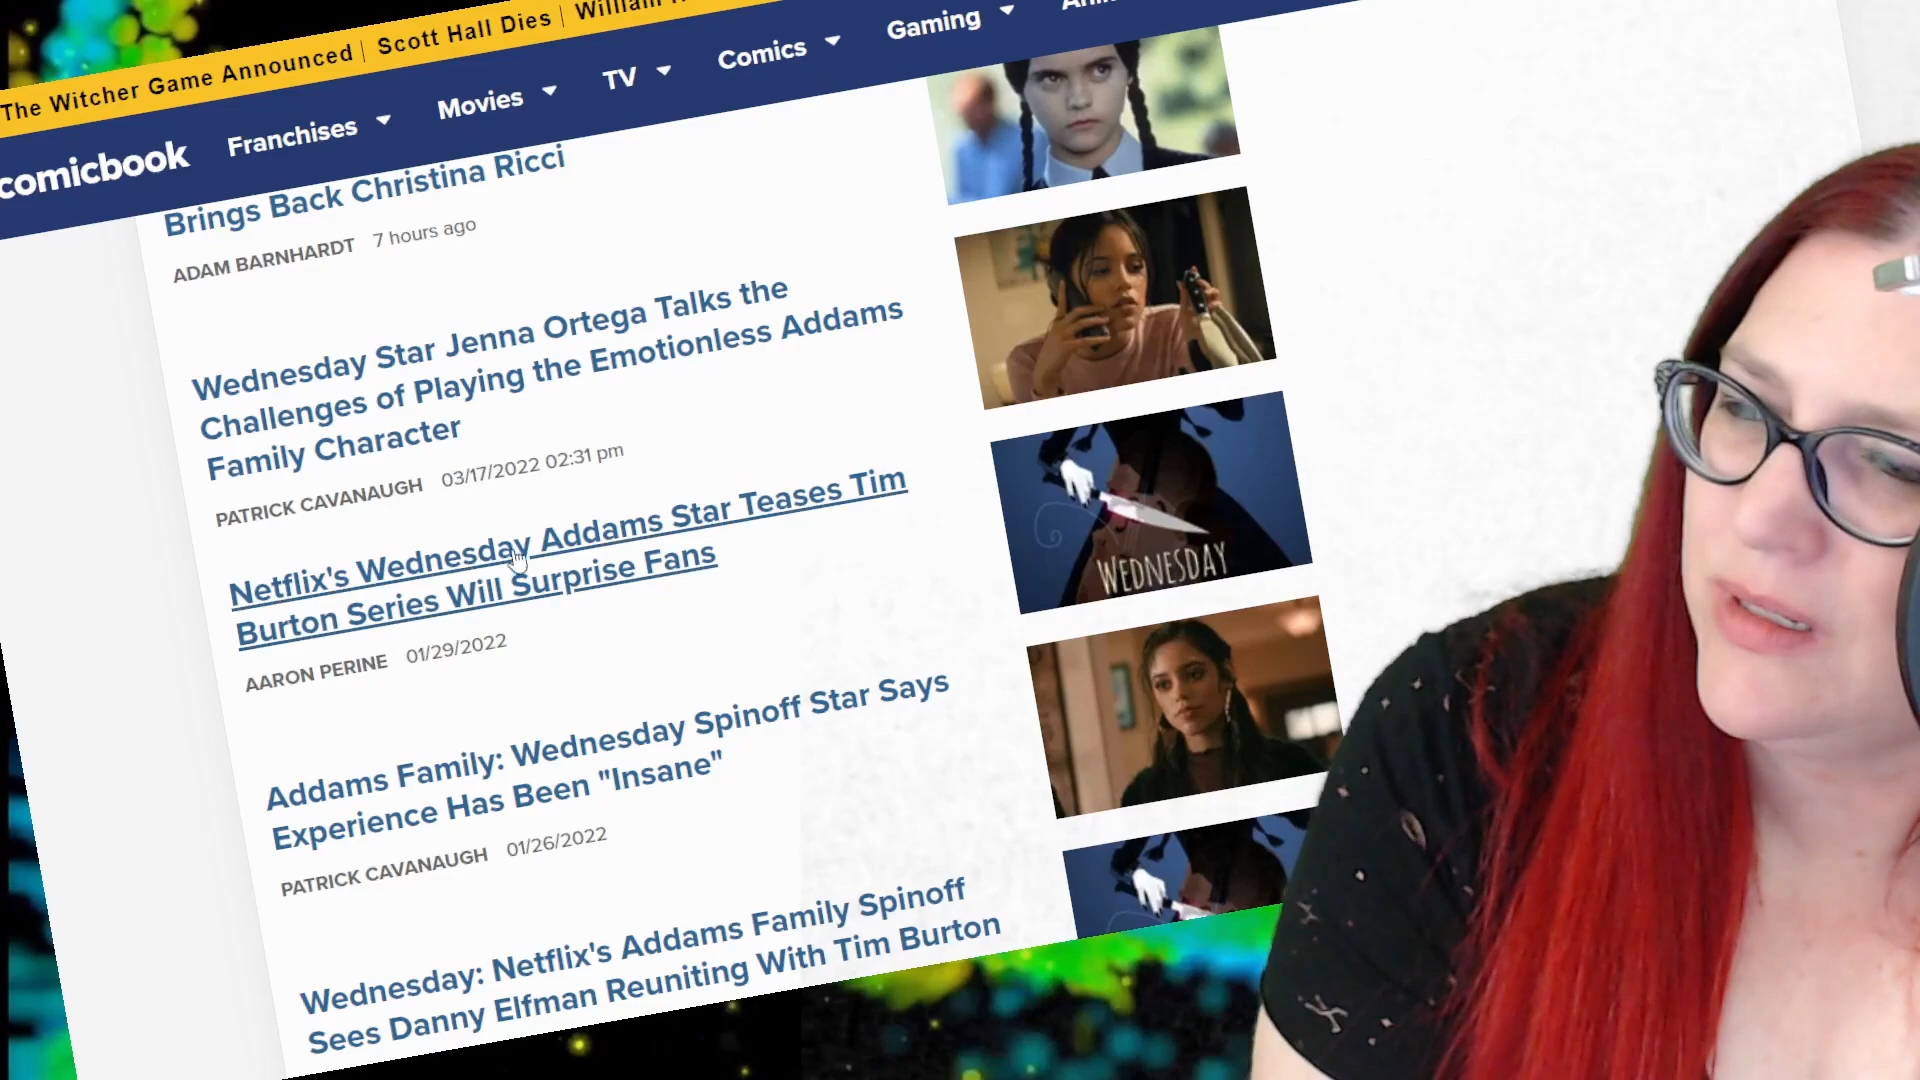 The Witcher Game Announced | Scott Hall Dies | William
comicbook Franchises Movies TV Comics Gaming
Brings Back Christina Ricci
ADAM BARNHARDT 7 hours ago
Wednesday Star Jenna Ortega Talks the
Challenges of Playing the Emotionless Addams
Family Character
PATRICK CAVANAUGH 03/17/2022 02:31 pm
Netflix's Wednesday Addams Star Teases Tim
Burton Series Will Surprise Fans
AARON PERINE 01/29/2022
WEDNESDAY
Addams Family: Wednesday Spinoff Star Says
Experience Has Been "Insane"
PATRICK CAVANAUGH 01/26/2022
Wednesday: Netflix's Addams Family Spinoff
Sees Danny Elfman Reuniting With Tim Burton